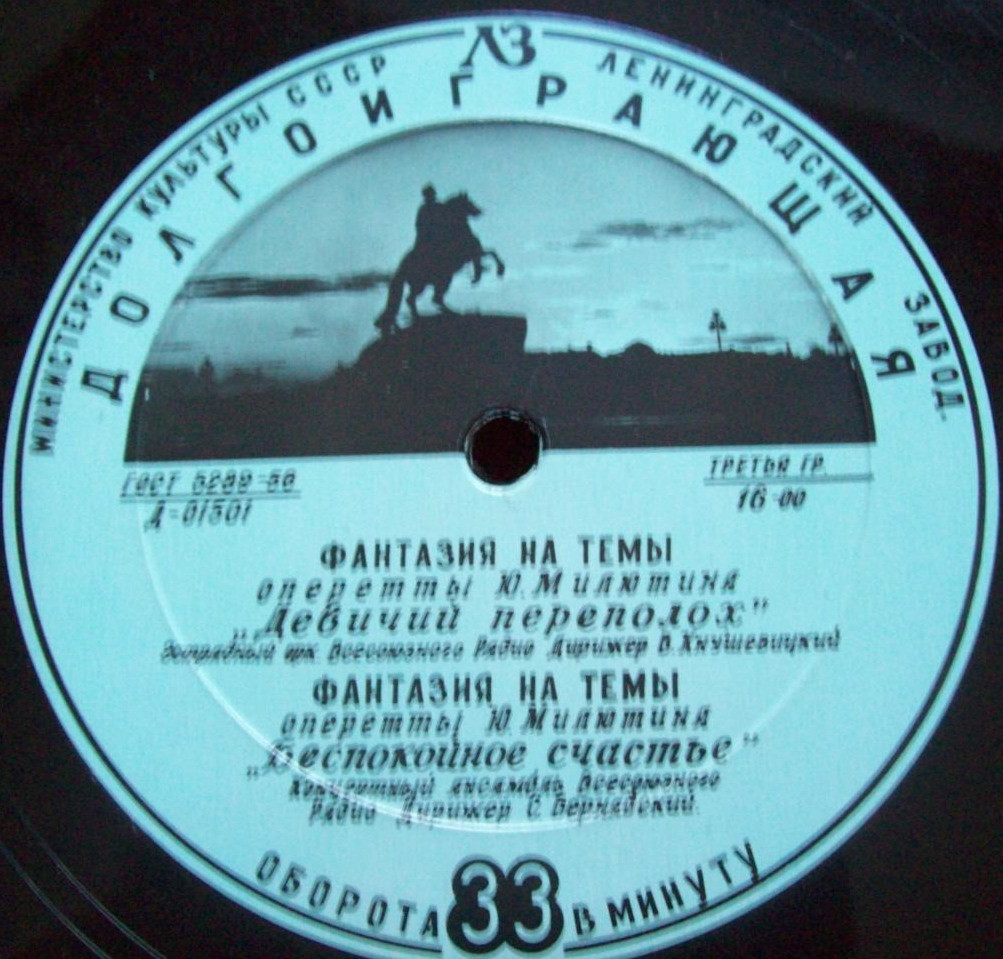 ЛЗ
МИНИСТЕРСТВО КУЛЬТУРЫ СССР
ЛЕНИНГРАДСКИЙ ЗАВОД.
ДОЛГОИГРАЮЩАЯ
ГОСТ 5289-56
Д-01501
ТРЕТЬЯ ГР.
16-00
ФАНТАЗИЯ НА ТЕМЫ
оперетты Ю. Милютина
„Девичий переполох"
Эстрадный орк. Всесоюзного Радио Дирижер В. Кнушевицкий
ФАНТАЗИЯ НА ТЕМЫ
оперетты Ю. Милютина
„Беспокойное счастье"
Концертный ансамбль Всесоюзного
Радио Дирижер
33 ОБОРОТА В МИНУТУ